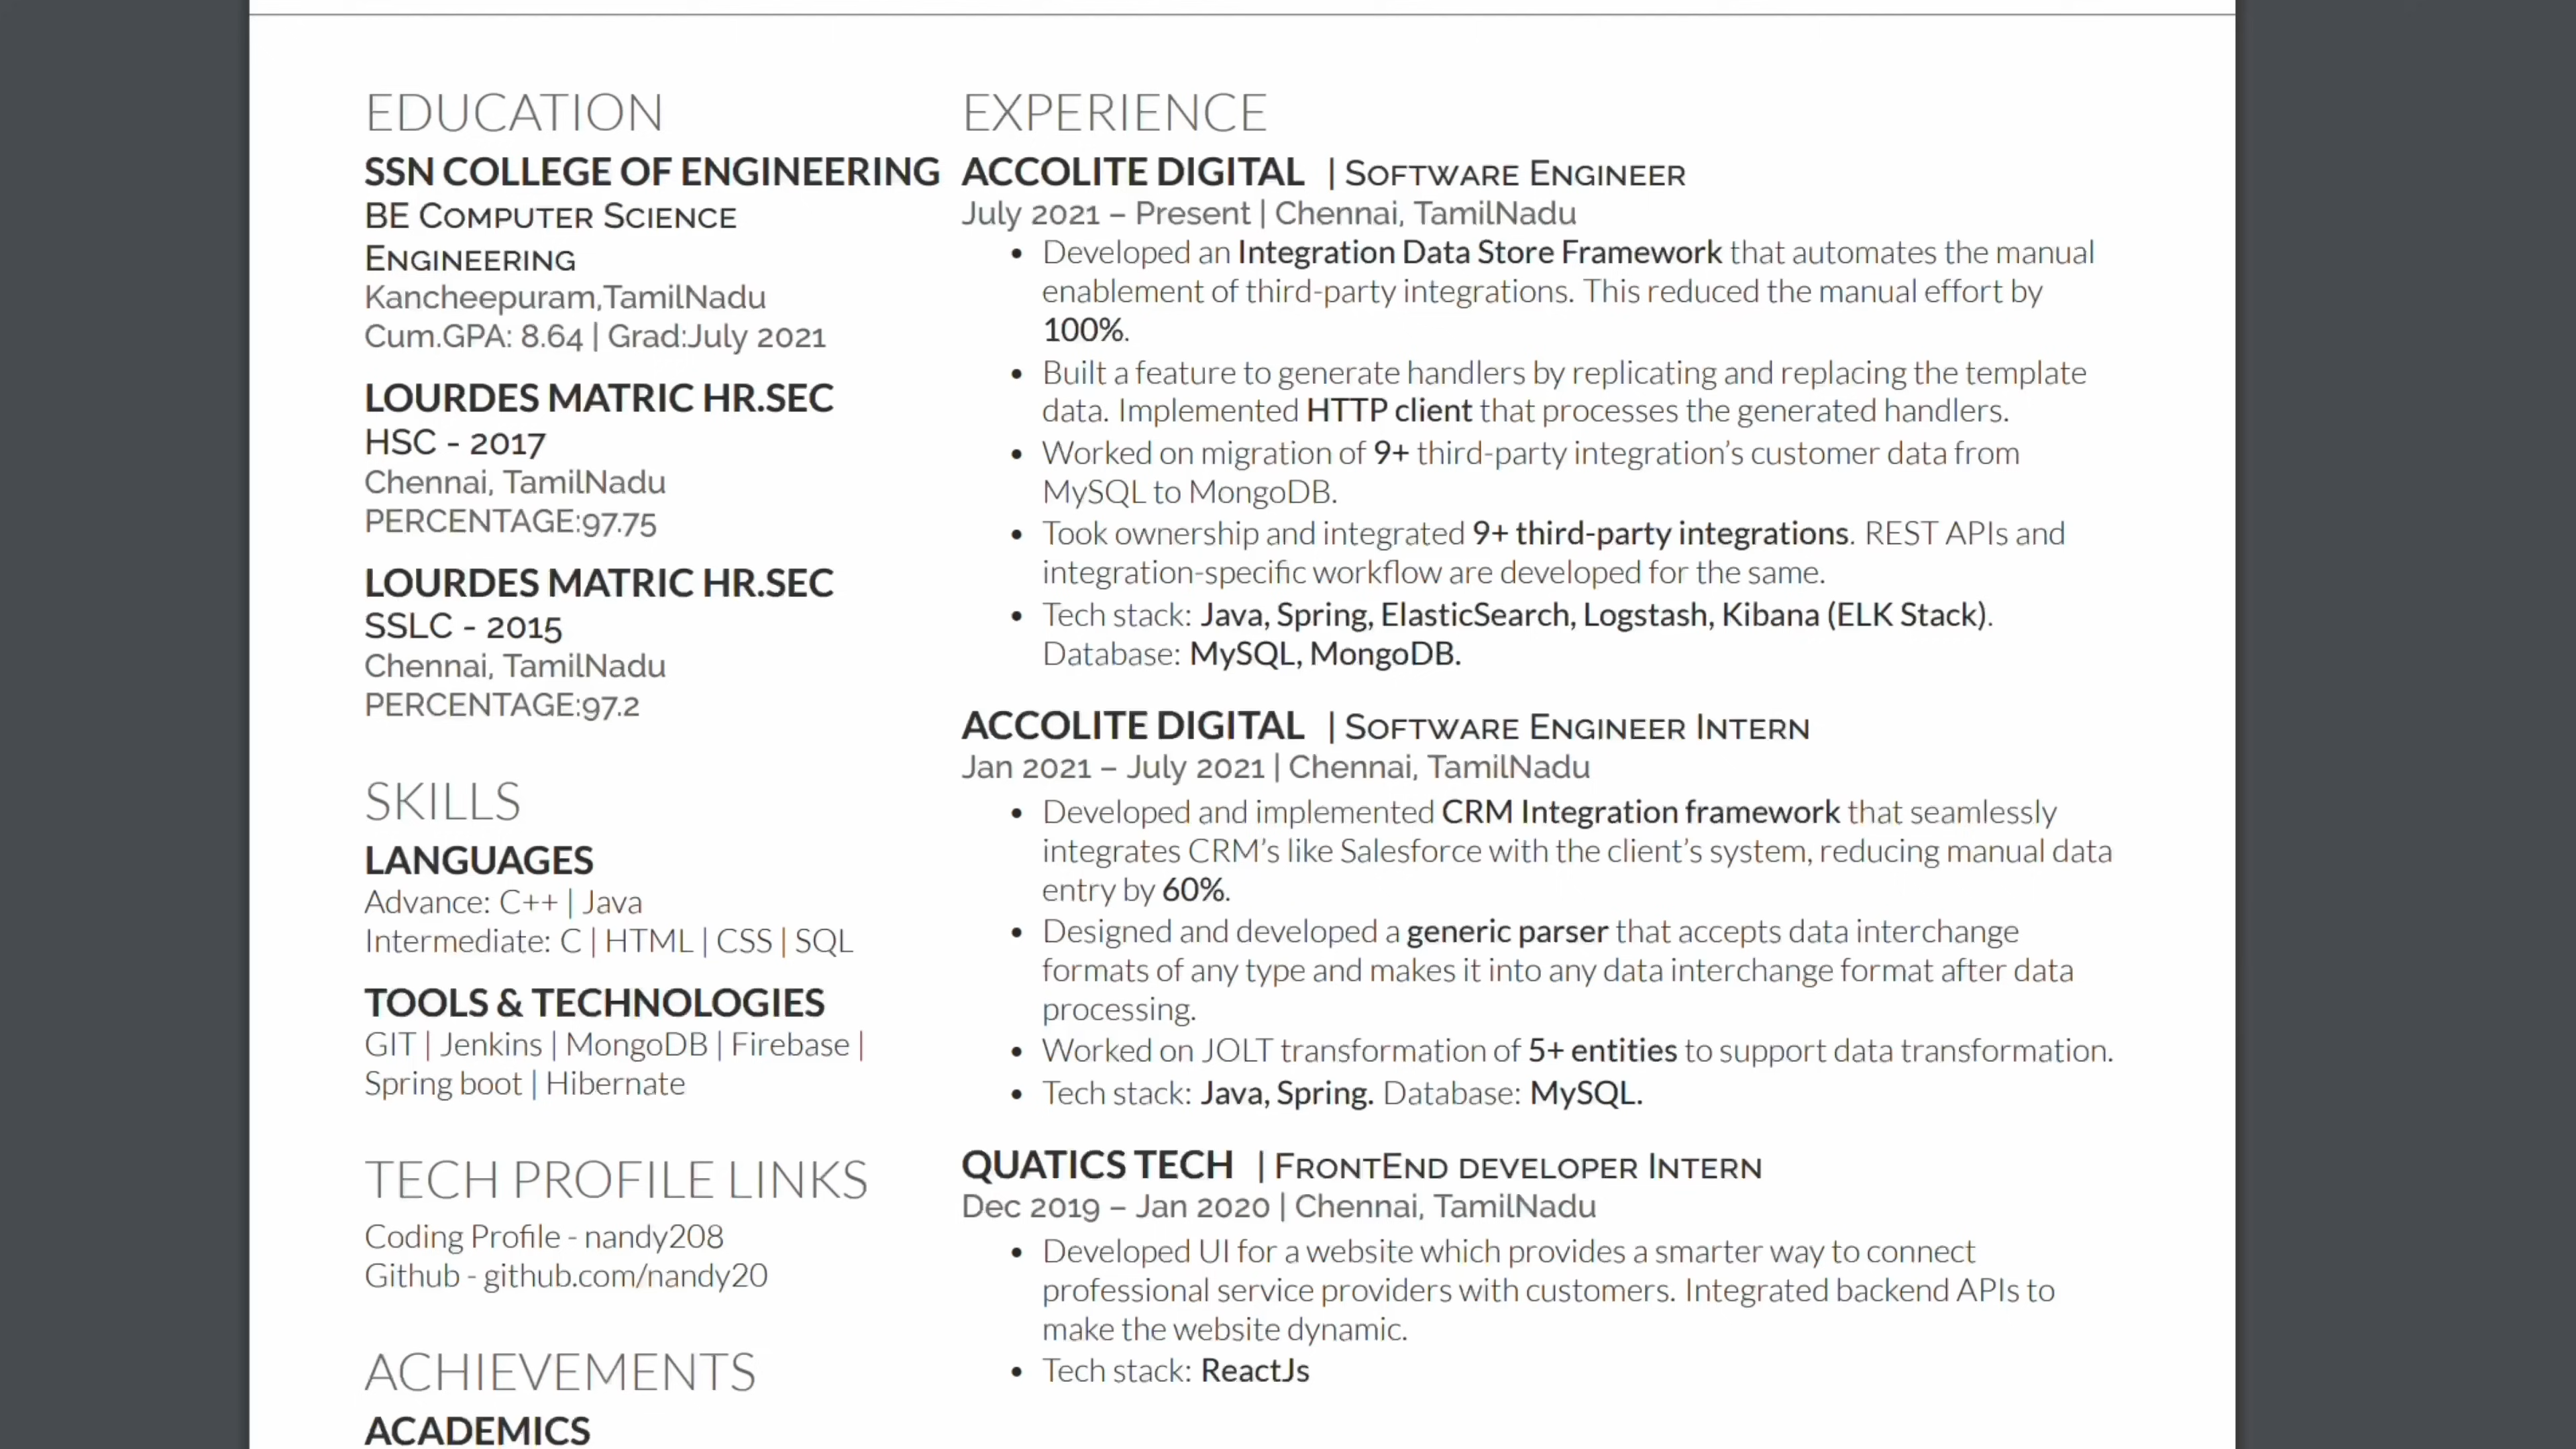 EDUCATION
SSN COLLEGE OF ENGINEERING
BE COMPUTER SCIENCE
ENGINEERING
Kancheepuram,TamilNadu
Cum.GPA: 8.64 | Grad:July 2021
LOURDES MATRIC HR.SEC
HSC - 2017
Chennai, TamilNadu
PERCENTAGE:97.75
LOURDES MATRIC HR.SEC
SSLC - 2015
Chennai, TamilNadu
PERCENTAGE:97.2
SKILLS
LANGUAGES
Advance: C++ | Java
Intermediate: C | HTML | CSS | SQL
TOOLS & TECHNOLOGIES
GIT | Jenkins | MongoDB | Firebase |
Spring boot | Hibernate
TECH PROFILE LINKS
Coding Profile - nandy208
Github - github.com/nandy20
ACHIEVEMENTS
ACADEMICS
EXPERIENCE
ACCOLITE DIGITAL | SOFTWARE ENGINEER
July 2021 – Present | Chennai, TamilNadu
• Developed an Integration Data Store Framework that automates the manual
enablement of third-party integrations. This reduced the manual effort by
100%.
• Built a feature to generate handlers by replicating and replacing the template
data. Implemented HTTP client that processes the generated handlers.
• Worked on migration of 9+ third-party integration’s customer data from
MySQL to MongoDB.
• Took ownership and integrated 9+ third-party integrations. REST APIs and
integration-specific workflow are developed for the same.
• Tech stack: Java, Spring, ElasticSearch, Logstash, Kibana (ELK Stack).
Database: MySQL, MongoDB.
ACCOLITE DIGITAL | SOFTWARE ENGINEER INTERN
Jan 2021 – July 2021 | Chennai, TamilNadu
• Developed and implemented CRM Integration framework that seamlessly
integrates CRM’s like Salesforce with the client’s system, reducing manual data
entry by 60%.
• Designed and developed a generic parser that accepts data interchange
formats of any type and makes it into any data interchange format after data
processing.
• Worked on JOLT transformation of 5+ entities to support data transformation.
• Tech stack: Java, Spring. Database: MySQL.
QUATICS TECH | FRONTEND DEVELOPER INTERN
Dec 2019 – Jan 2020 | Chennai, TamilNadu
• Developed UI for a website which provides a smarter way to connect
professional service providers with customers. Integrated backend APIs to
make the website dynamic.
• Tech stack: ReactJs